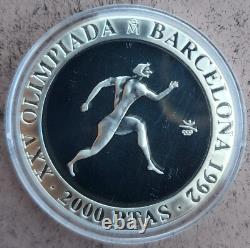 XXV OLIMPIADA M BARCELONA 1992 · 2000 PTAS ·